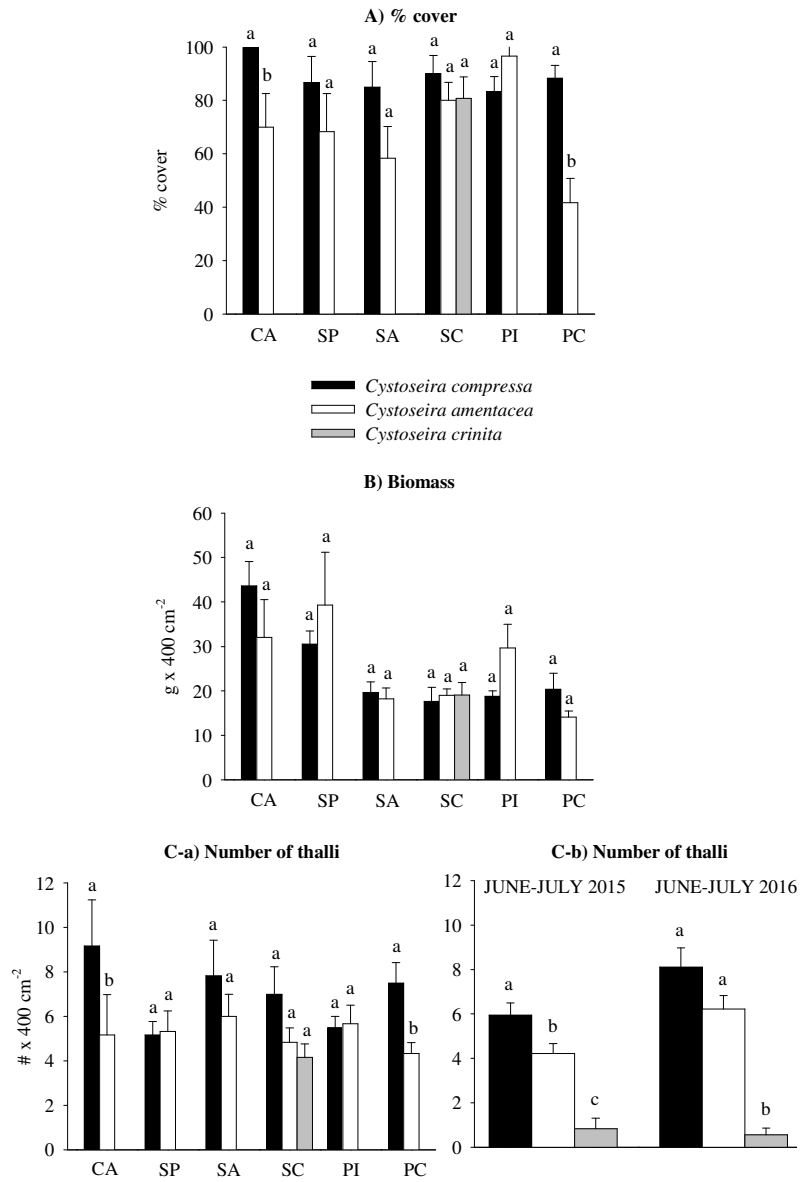 A) % cover
a a a a a a a a a a
b b
100
80
60
40
20
0
% cover
CA SP SA SC PI PC
Cystoseira compressa
Cystoseira amentacea
Cystoseira crinita
B) Biomass
60
50
40
30
20
10
0
g x 400 cm-2
a a a a a a a a a a a a a
CA SP SA SC PI PC
C-a) Number of thalli
12
10
8
6
4
2
0
# x 400 cm-2
a b a a a a a a a a a a b
CA SP SA SC PI PC
C-b) Number of thalli
12
10
8
6
4
2
0
JUNE-JULY 2015 JUNE-JULY 2016
a b c a a b